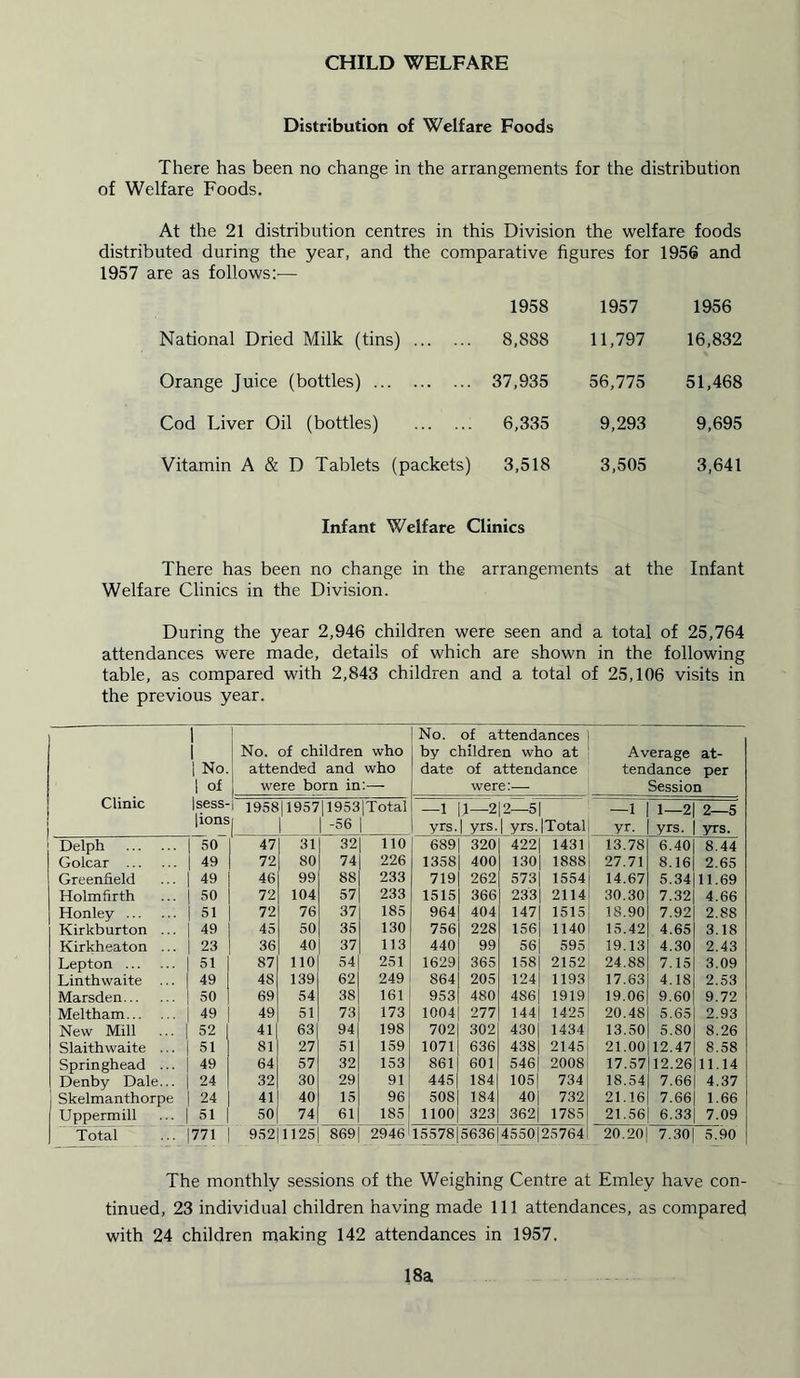 CHILD WELFARE
Distribution of Welfare Foods
There has been no change in the arrangements for the distribution
of Welfare Foods.
At the 21 distribution centres in this Division the welfare foods
distributed during the year, and the comparative figures for 1956 and
1957 are as follows:—
1958 1957 1956
National Dried Milk (tins) ... ... 8,888 11,797 16,832
Orange Juice (bottles) ... ... ... 37,935 56,775 51,468
Cod Liver Oil (bottles) ... ... 6,335 9,293 9,695
Vitamin A & D Tablets (packets) 3,518 3,505 3,641
Infant Welfare Clinics
There has been no change in the arrangements at the Infant
Welfare Clinics in the Division.
During the year 2,946 children were seen and a total of 25,764
attendances were made, details of which are shown in the following
table, as compared with 2,843 children and a total of 25,106 visits in
the previous year.
Clinic | No. of sess-ions | No. of children who attended and who were born in:— | No. of attendances by children who at date of attendance were:— | Average at-tendance per Session
1958 | 1957 | 1953-56 | Total | —1 yrs. | 1—2 yrs. | 2—5 yrs. | Total | —1 yr. | 1—2 yrs. | 2—5 yrs.
Delph ... ... | 50 | 47 | 31 | 32 | 110 | 689 | 320 | 422 | 1431 | 13.78 | 6.40 | 8.44
Golcar ... ... | 49 | 72 | 80 | 74 | 226 | 1358 | 400 | 130 | 1888 | 27.71 | 8.16 | 2.65
Greenfield ... | 49 | 46 | 99 | 88 | 233 | 719 | 262 | 573 | 1554 | 14.67 | 5.34 | 11.69
Holmfirth ... | 50 | 72 | 104 | 57 | 233 | 1515 | 366 | 233 | 2114 | 30.30 | 7.32 | 4.66
Honley ... ... | 51 | 72 | 76 | 37 | 185 | 964 | 404 | 147 | 1515 | 18.90 | 7.92 | 2.88
Kirkburton ... | 49 | 45 | 50 | 35 | 130 | 756 | 228 | 156 | 1140 | 15.42 | 4.65 | 3.18
Kirkheaton ... | 23 | 36 | 40 | 37 | 113 | 440 | 99 | 56 | 595 | 19.13 | 4.30 | 2.43
Lepton ... ... | 51 | 87 | 110 | 54 | 251 | 1629 | 365 | 158 | 2152 | 24.88 | 7.15 | 3.09
Linthwaite ... | 49 | 48 | 139 | 62 | 249 | 864 | 205 | 124 | 1193 | 17.63 | 4.18 | 2.53
Marsden... ... | 50 | 69 | 54 | 38 | 161 | 953 | 480 | 486 | 1919 | 19.06 | 9.60 | 9.72
Meltham... ... | 49 | 49 | 51 | 73 | 173 | 1004 | 277 | 144 | 1425 | 20.48 | 5.65 | 2.93
New Mill ... | 52 | 41 | 63 | 94 | 198 | 702 | 302 | 430 | 1434 | 13.50 | 5.80 | 8.26
Slaithwaite ... | 51 | 81 | 27 | 51 | 159 | 1071 | 636 | 438 | 2145 | 21.00 | 12.47 | 8.58
Springhead ... | 49 | 64 | 57 | 32 | 153 | 861 | 601 | 546 | 2008 | 17.57 | 12.26 | 11.14
Denby Dale... | 24 | 32 | 30 | 29 | 91 | 445 | 184 | 105 | 734 | 18.54 | 7.66 | 4.37
Skelmanthorpe | 24 | 41 | 40 | 15 | 96 | 508 | 184 | 40 | 732 | 21.16 | 7.66 | 1.66
Uppermill ... | 51 | 50 | 74 | 61 | 185 | 1100 | 323 | 362 | 1785 | 21.56 | 6.33 | 7.09
Total ... | 771 | 952 | 1125 | 869 | 2946 | 15578 | 5636 | 4550 | 25764 | 20.20 | 7.30 | 5.90
The monthly sessions of the Weighing Centre at Emley have con-
tinued, 23 individual children having made 111 attendances, as compared
with 24 children making 142 attendances in 1957.
18a